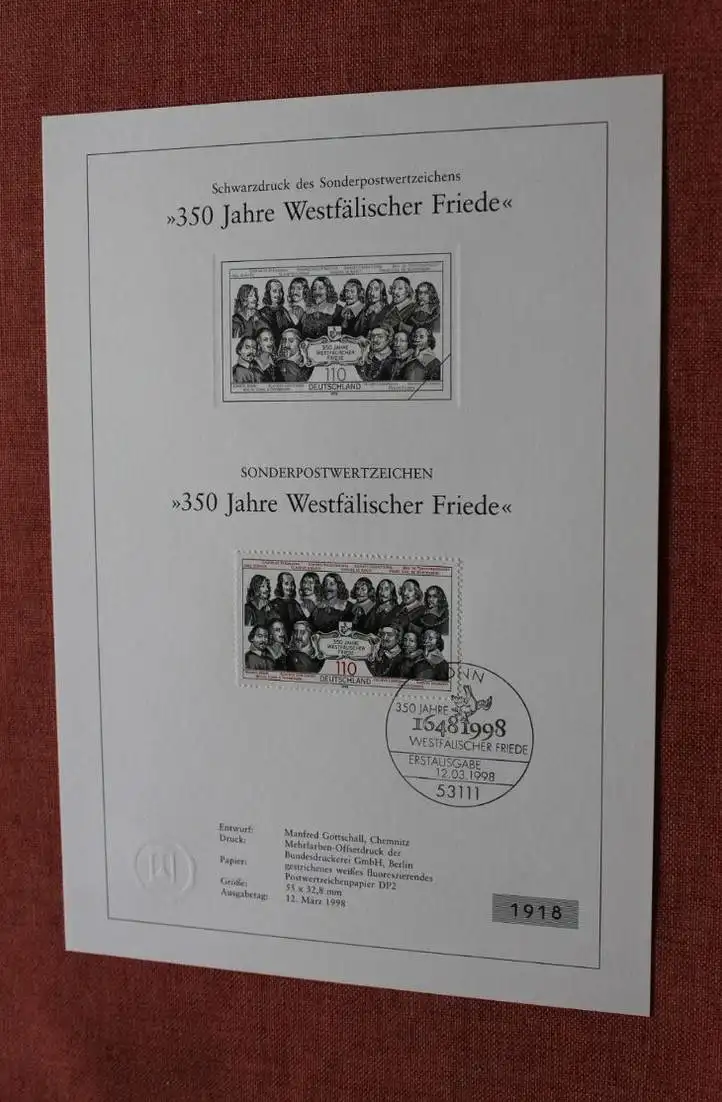 Schwarzdruck des Sonderpostwertzeichens
»350 Jahre Westfälischer Friede«
350 JAHRE
WESTFÄLISCHER
FRIEDE
110
DEUTSCHLAND
SONDERPOSTWERTZEICHEN
»350 Jahre Westfälischer Friede«
350 JAHRE
WESTFÄLISCHER
FRIEDE
110
DEUTSCHLAND
350 JAHRE
1648 1998
WESTFÄLISCHER FRIEDE
ERSTAUSGABE
12.03.1998
53111
Entwurf: Manfred Gottschall, Chemnitz
Druck: Mehrfarben-Offsetdruck der
Bundesdruckerei GmbH, Berlin
Papier: gestrichenes weißes fluoreszierendes
Postwertzeichenpapier DP2
Größe: 55 x 32,8 mm
Ausgabetag: 12. März 1998
1918